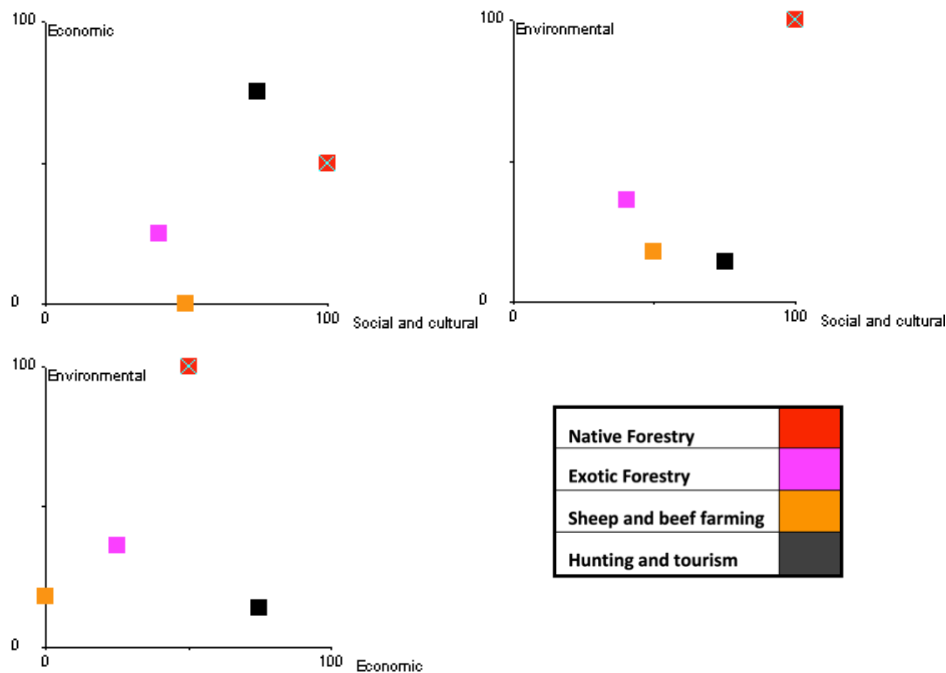 100
Economic
0
0
100
Social and cultural
100
Environmental
0
0
100
Social and cultural
100
Environmental
0
0
100
Economic
Native Forestry
Exotic Forestry
Sheep and beef farming
Hunting and tourism